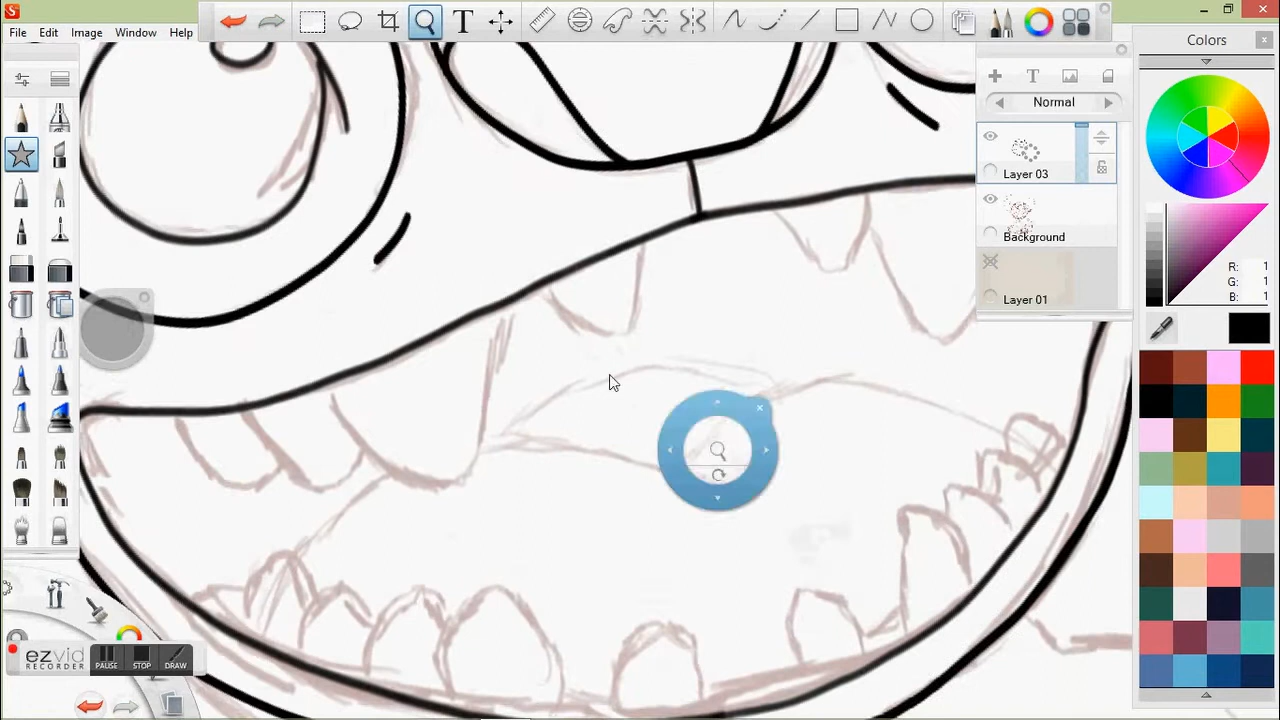 File Edit Image Window Help
T
Colors
T
Normal
Layer 03
Background
Layer 01
R: 1
G: 1
B: 1
ezvid
RECORDER
PAUSE STOP DRAW